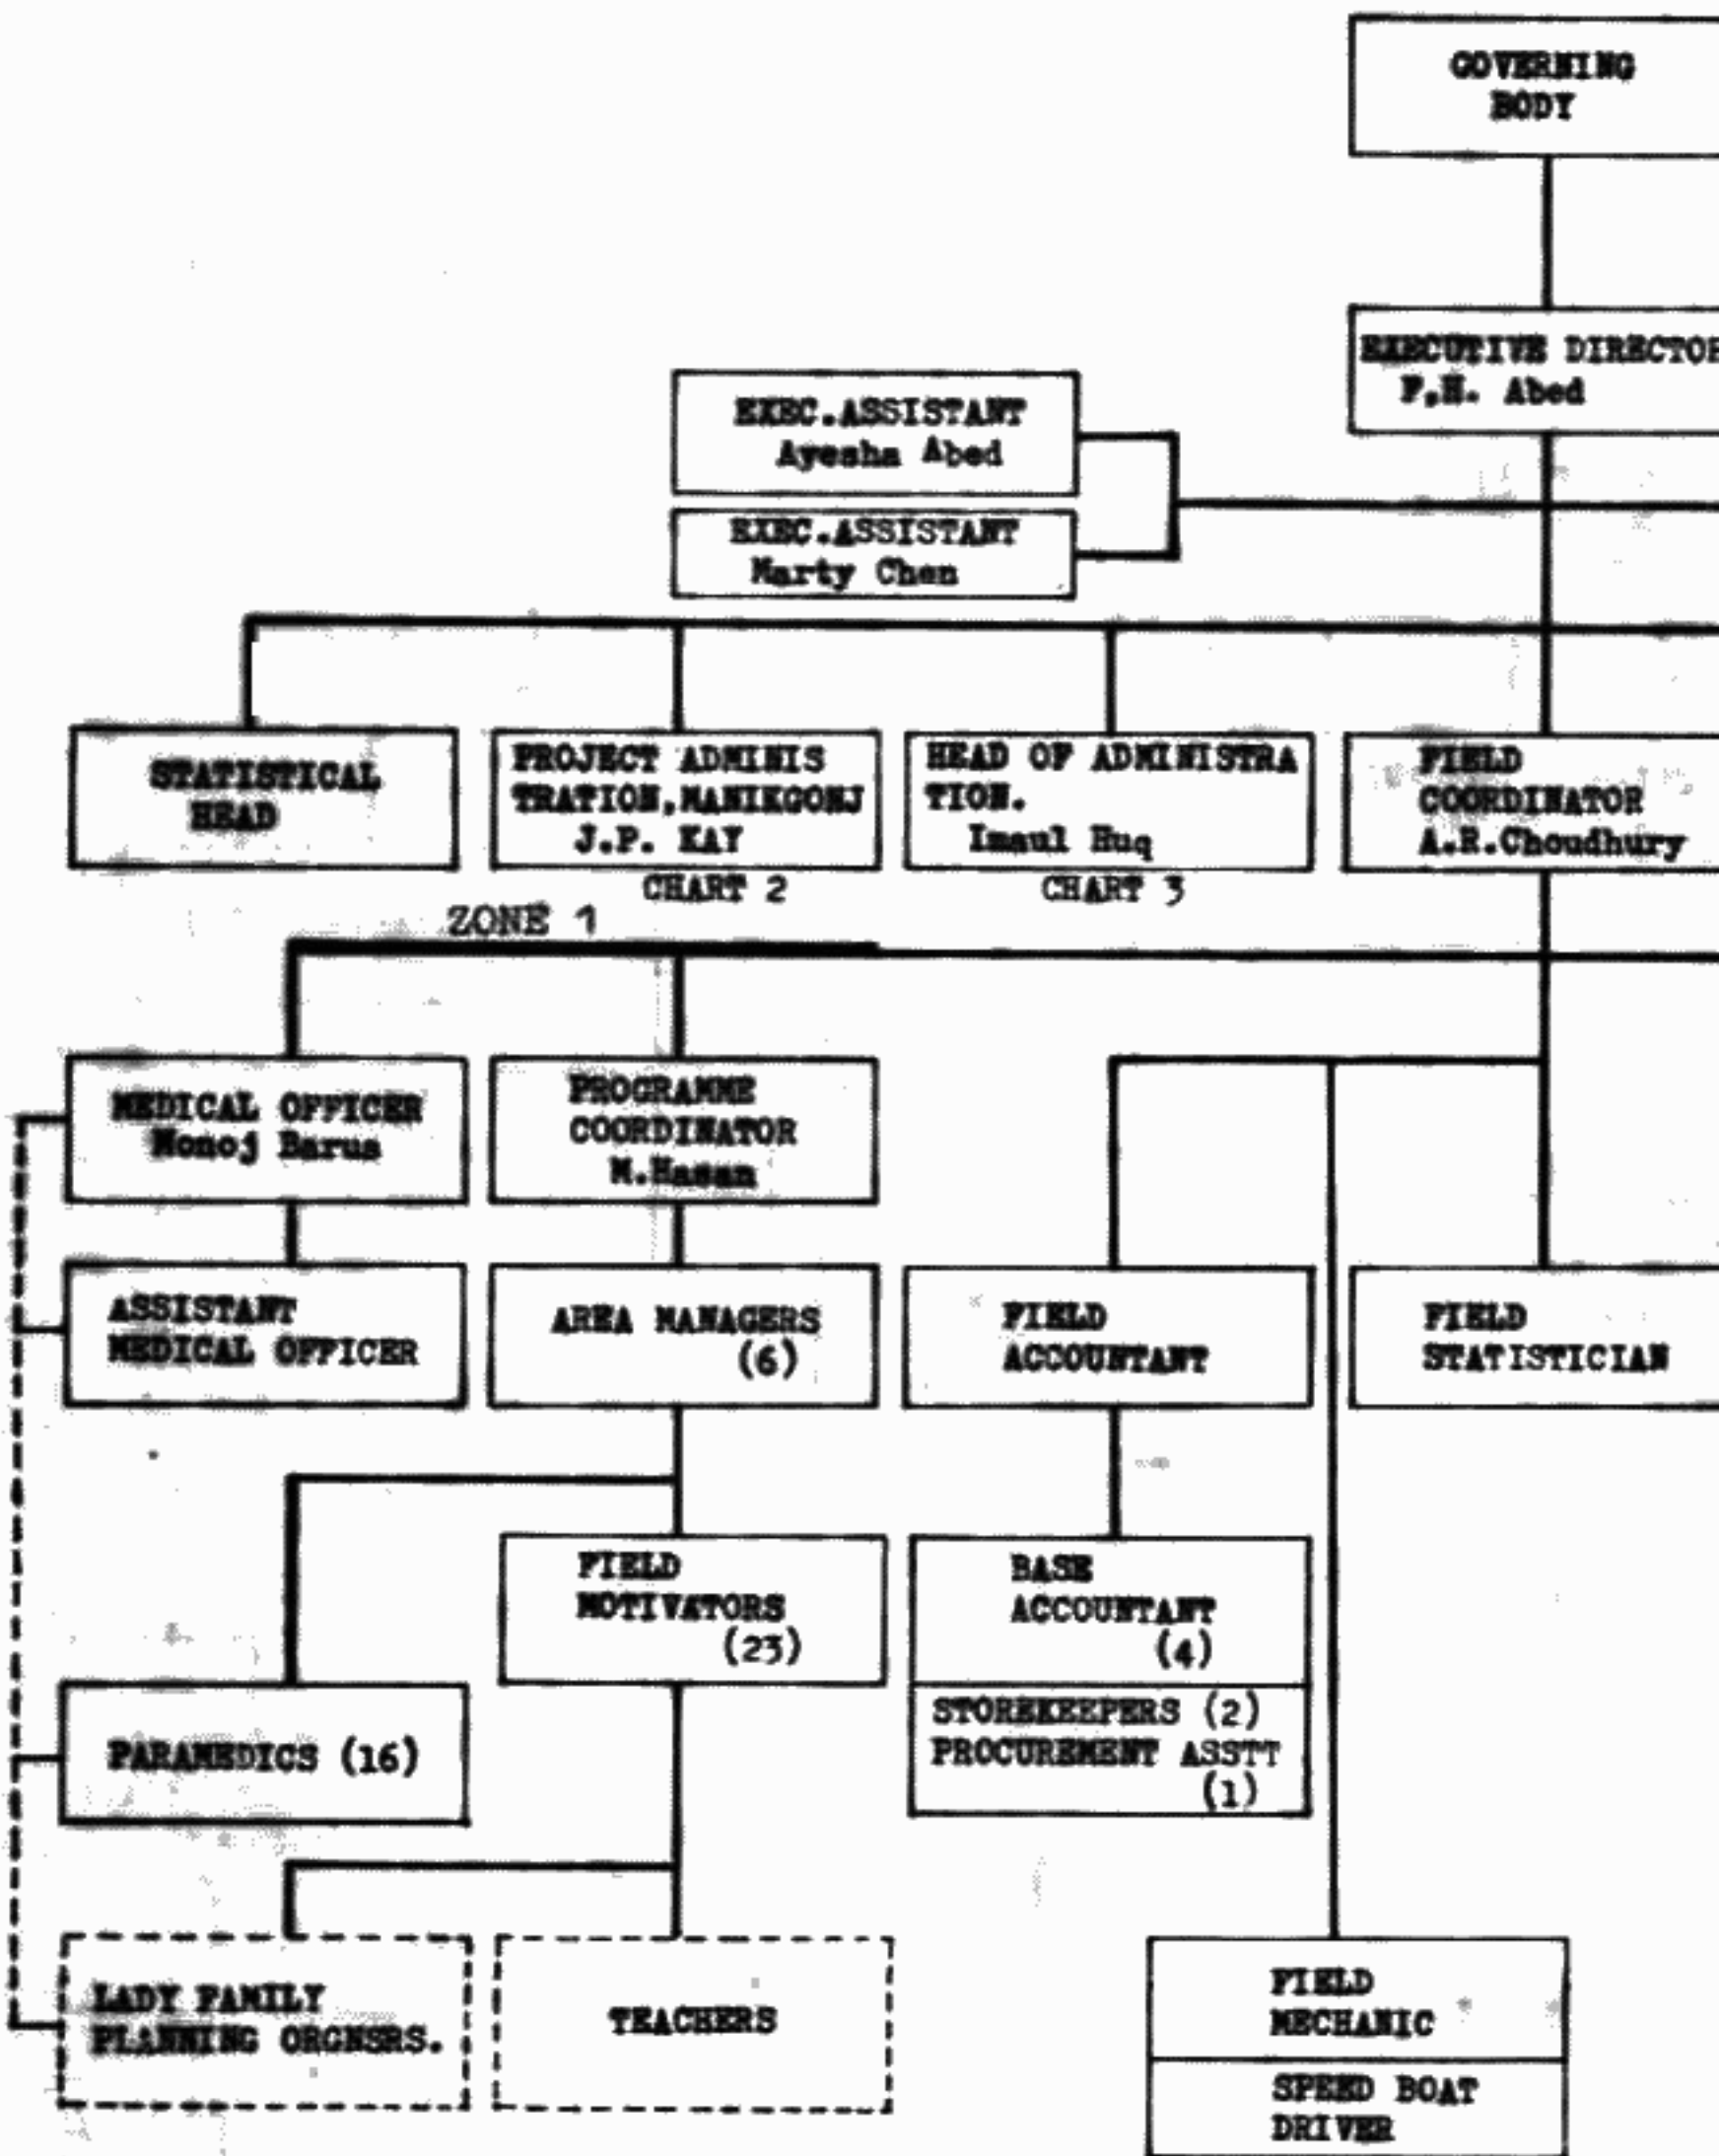 GOVERNING
BODY
EXECUTIVE DIRECTOR
F.H. Abed
EXEC.ASSISTANT
Ayesha Abed
EXEC.ASSISTANT
Marty Chen
STATISTICAL
HEAD
PROJECT ADMINIS
TRATION,MANIKGONJ
J.P. KAY
CHART 2
HEAD OF ADMINISTRA
TION.
Imaul Huq
CHART 3
FIELD
COORDINATOR
A.R.Choudhury
ZONE 1
MEDICAL OFFICER
Monoj Barua
PROGRAMME
COORDINATOR
M.Hasan
ASSISTANT
MEDICAL OFFICER
AREA MANAGERS
(6)
FIELD
ACCOUNTANT
FIELD
STATISTICIAN
FIELD
MOTIVATORS
(23)
BASE
ACCOUNTANT
(4)
STOREKEEPERS (2)
PROCUREMENT ASSTT
(1)
PARAMEDICS (16)
LADY FAMILY
PLANNING ORGNSRS.
TEACHERS
FIELD
MECHANIC
SPEED BOAT
DRIVER